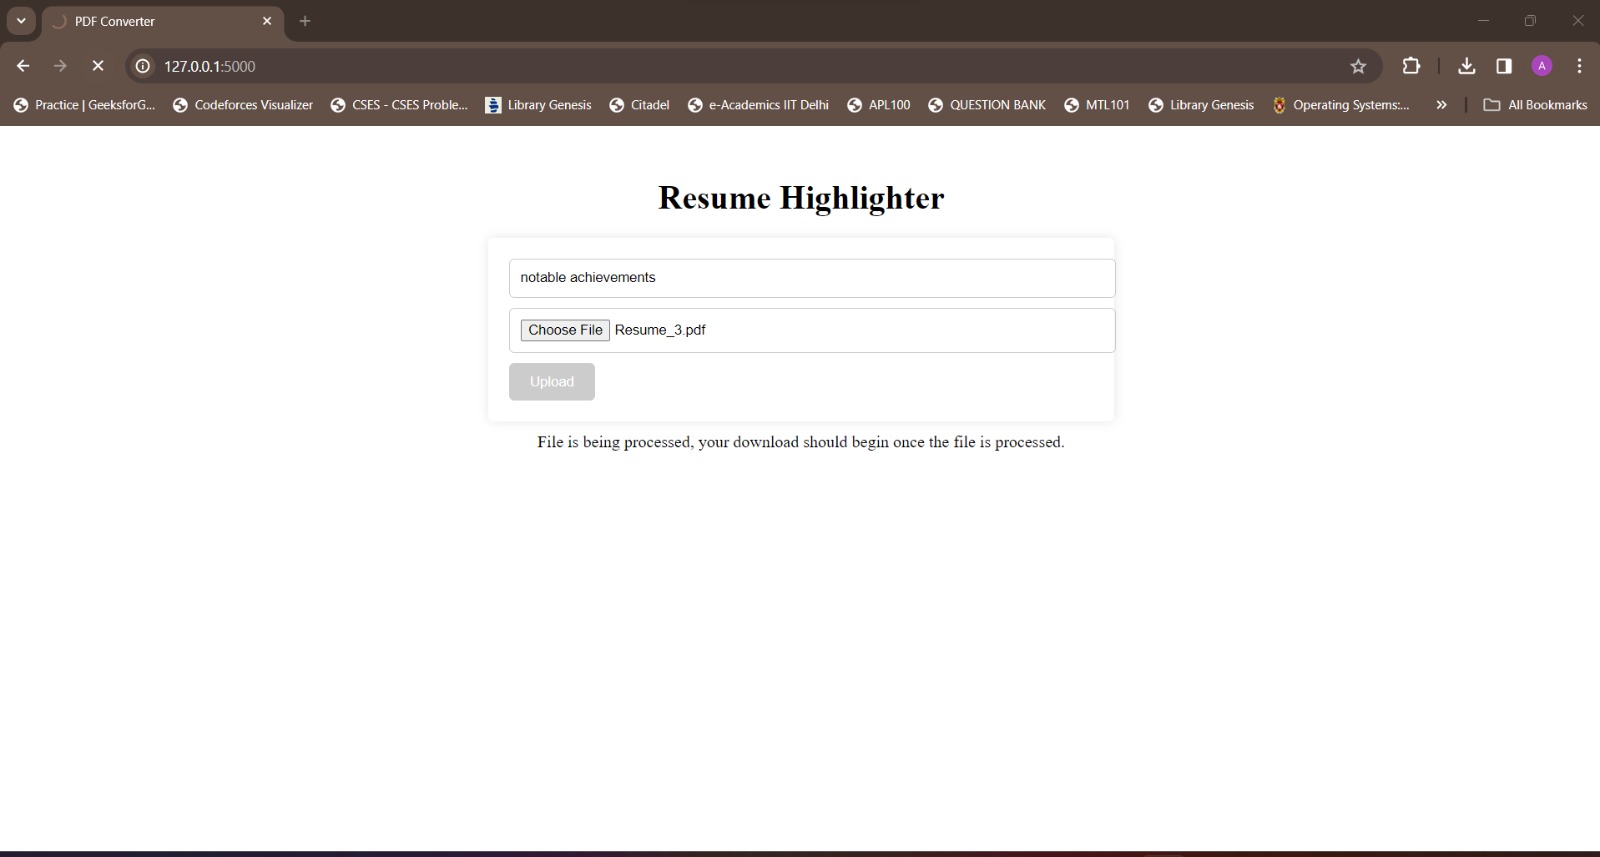 PDF Converter
127.0.0.1:5000
Practice | GeeksforG... Codeforces Visualizer CSES - CSES Proble... Library Genesis Citadel e-Academics IIT Delhi APL100 QUESTION BANK MTL101 Library Genesis Operating Systems:... All Bookmarks
A
Resume Highlighter
notable achievements
Choose File Resume_3.pdf
Upload
File is being processed, your download should begin once the file is processed.